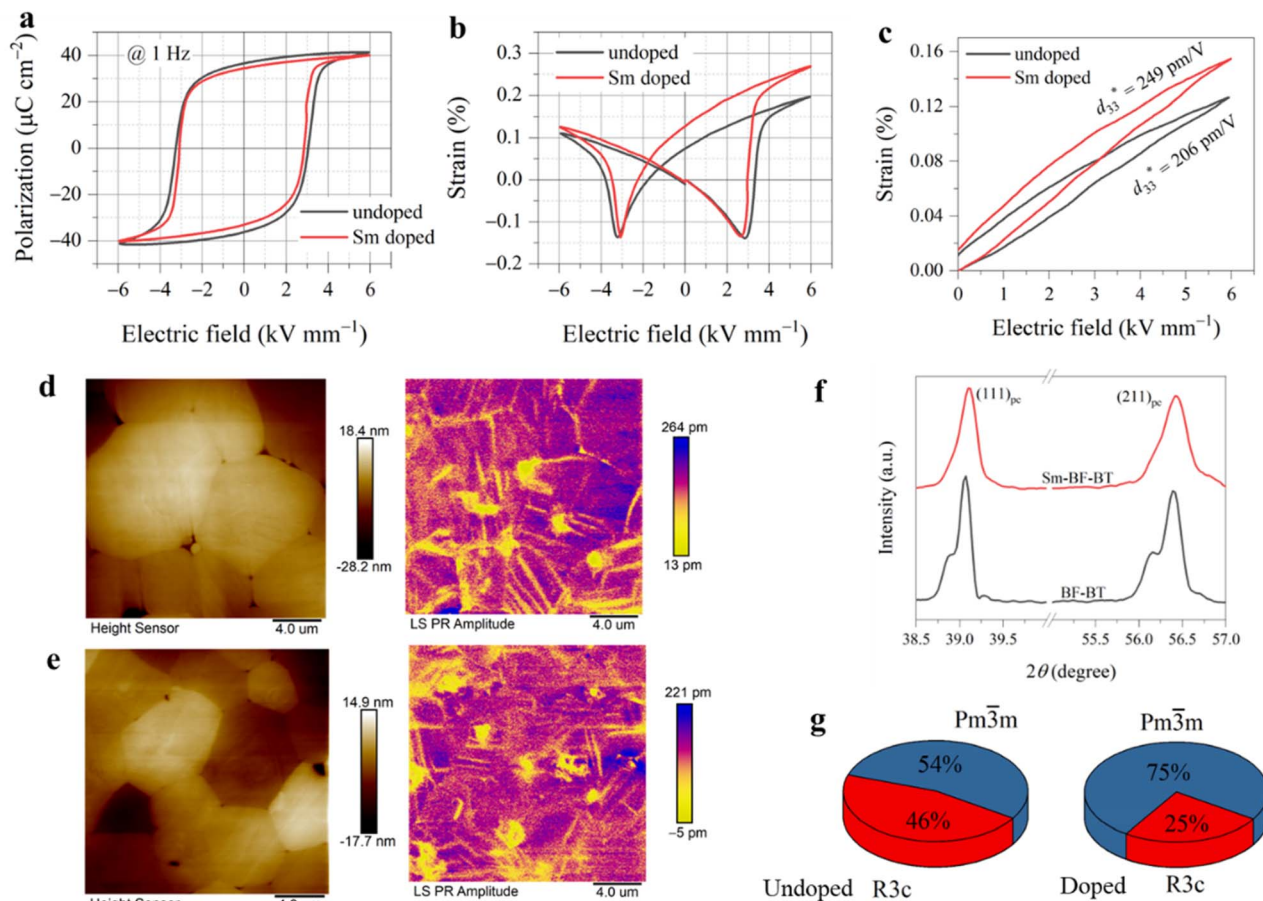 a
Polarization (μC cm⁻²)
40
20
0
−20
−40
@ 1 Hz
undoped
Sm doped
−6 −4 −2 0 2 4 6
Electric field (kV mm⁻¹)
b
Strain (%)
0.3
0.2
0.1
0.0
−0.1
−0.2
undoped
Sm doped
−6 −4 −2 0 2 4 6
Electric field (kV mm⁻¹)
c
Strain (%)
0.16
0.12
0.08
0.04
0.00
undoped
Sm doped
d₃₃* = 249 pm/V
d₃₃* = 206 pm/V
0 1 2 3 4 5 6
Electric field (kV mm⁻¹)
d
18.4 nm
-28.2 nm
Height Sensor
4.0 um
264 pm
13 pm
LS PR Amplitude
4.0 um
e
14.9 nm
-17.7 nm
221 pm
−5 pm
LS PR Amplitude
4.0 um
f
Intensity (a.u.)
(111)pc
(211)pc
Sm-BF-BT
BF-BT
38.5 39.0 39.5 55.5 56.0 56.5 57.0
2θ (degree)
g
Pm3̅m
54%
46%
Undoped R3c
Pm3̅m
75%
25%
Doped R3c